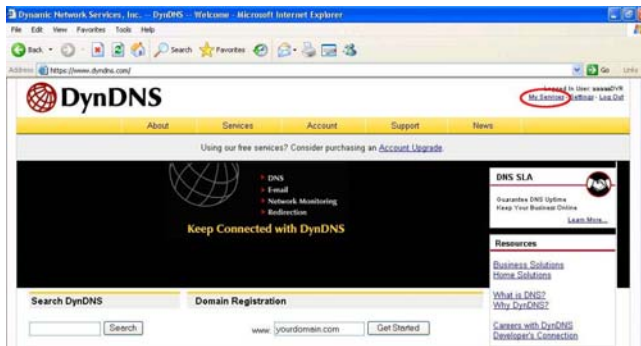 Dynamic Network Services, Inc. -- DynDNS -- Welcome - Microsoft Internet Explorer
File Edit View Favorites Tools Help
Back Search Favorites
Address https://www.dyndns.com/ Go Links
DynDNS
Logged In User:
My Services - Settings - Log Out
About Services Account Support News
Using our free services? Consider purchasing an Account Upgrade.
DNS
E-mail
Network Monitoring
Redirection
Keep Connected with DynDNS
DNS SLA
Guarantee DNS Uptime
Keep Your Business Online
Learn More...
Resources
Business Solutions
Home Solutions
What is DNS?
Why DynDNS?
Careers with DynDNS
Developer's Connection
Search DynDNS
Search
Domain Registration
www. yourdomain.com Get Started